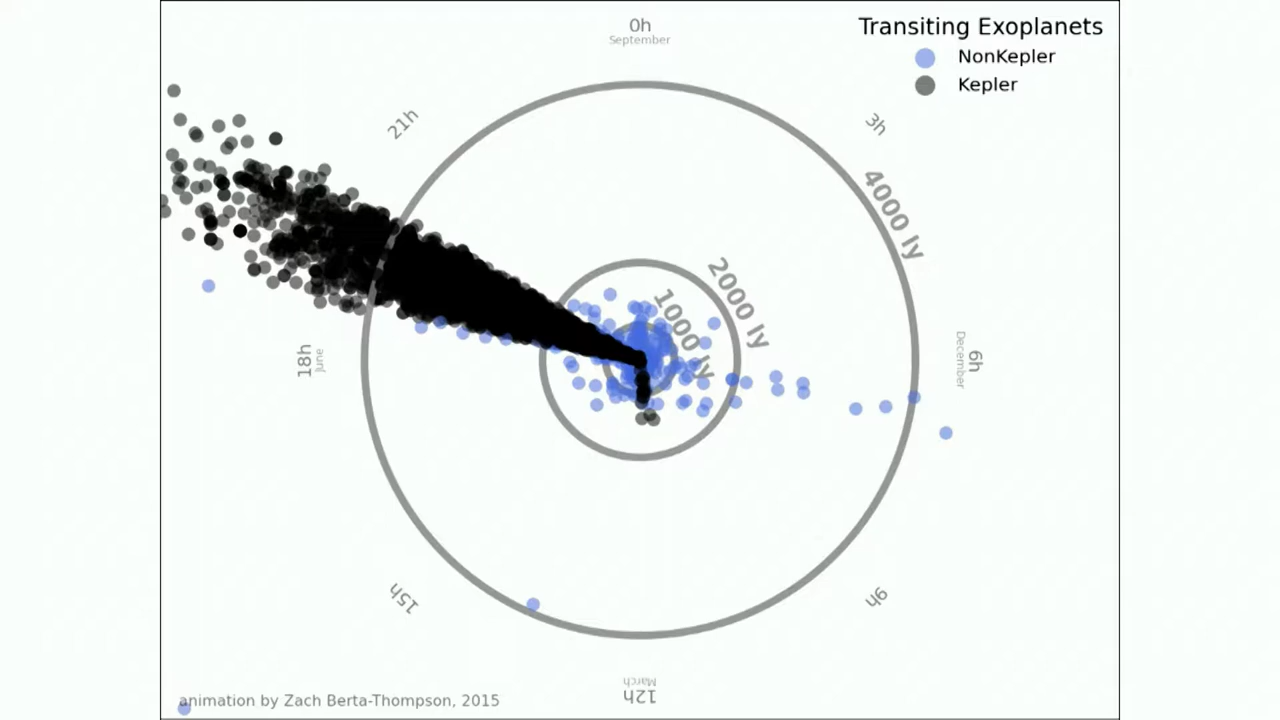 Transiting Exoplanets
NonKepler
Kepler
0h
September
21h
3h
4000 ly
2000 ly
1000 ly
18h
June
6h
December
15h
9h
March
12h
animation by Zach Berta-Thompson, 2015